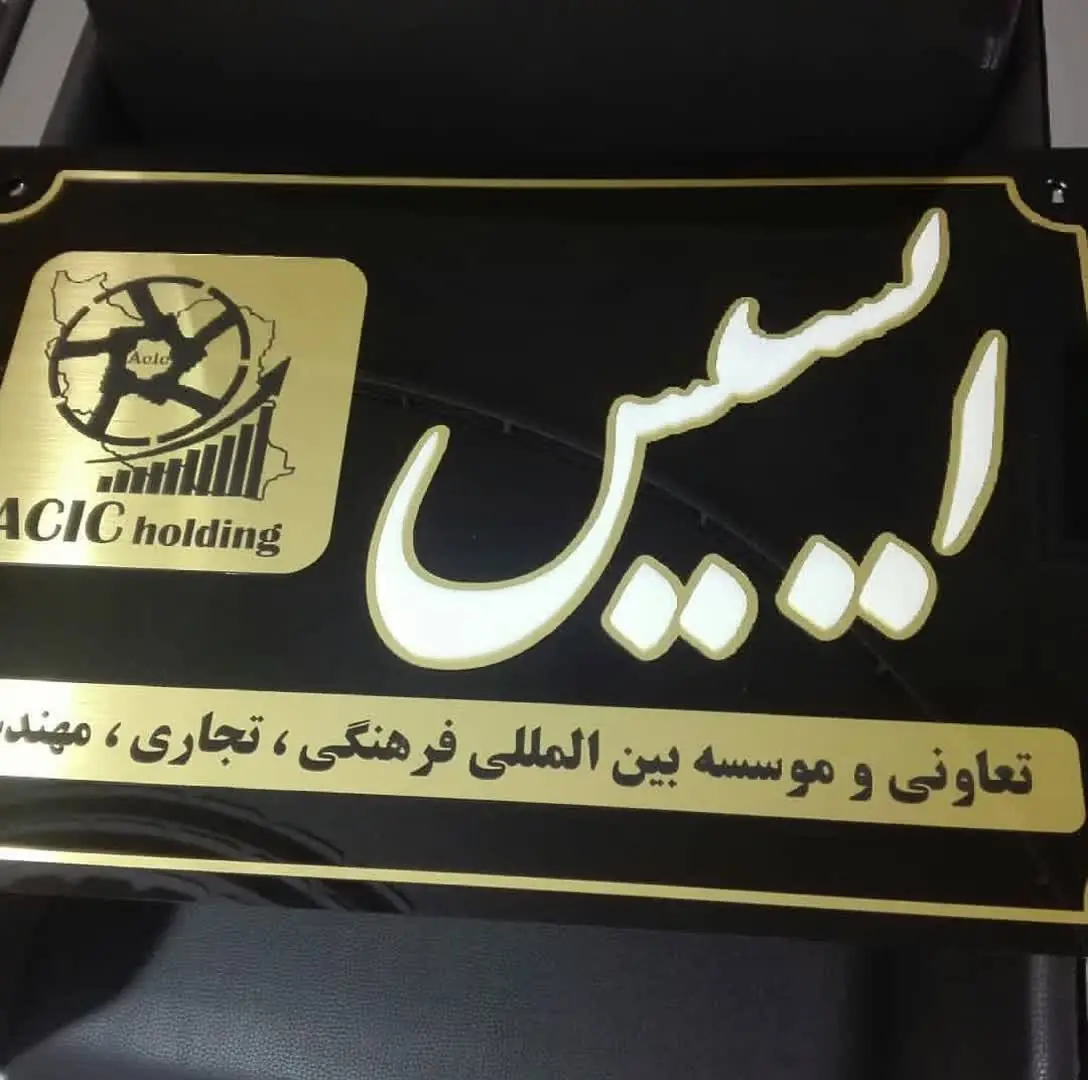 ایسیس
Acic
ACIC holding
تعاونی و موسسه بین المللی فرهنگی ، تجاری ، مهند